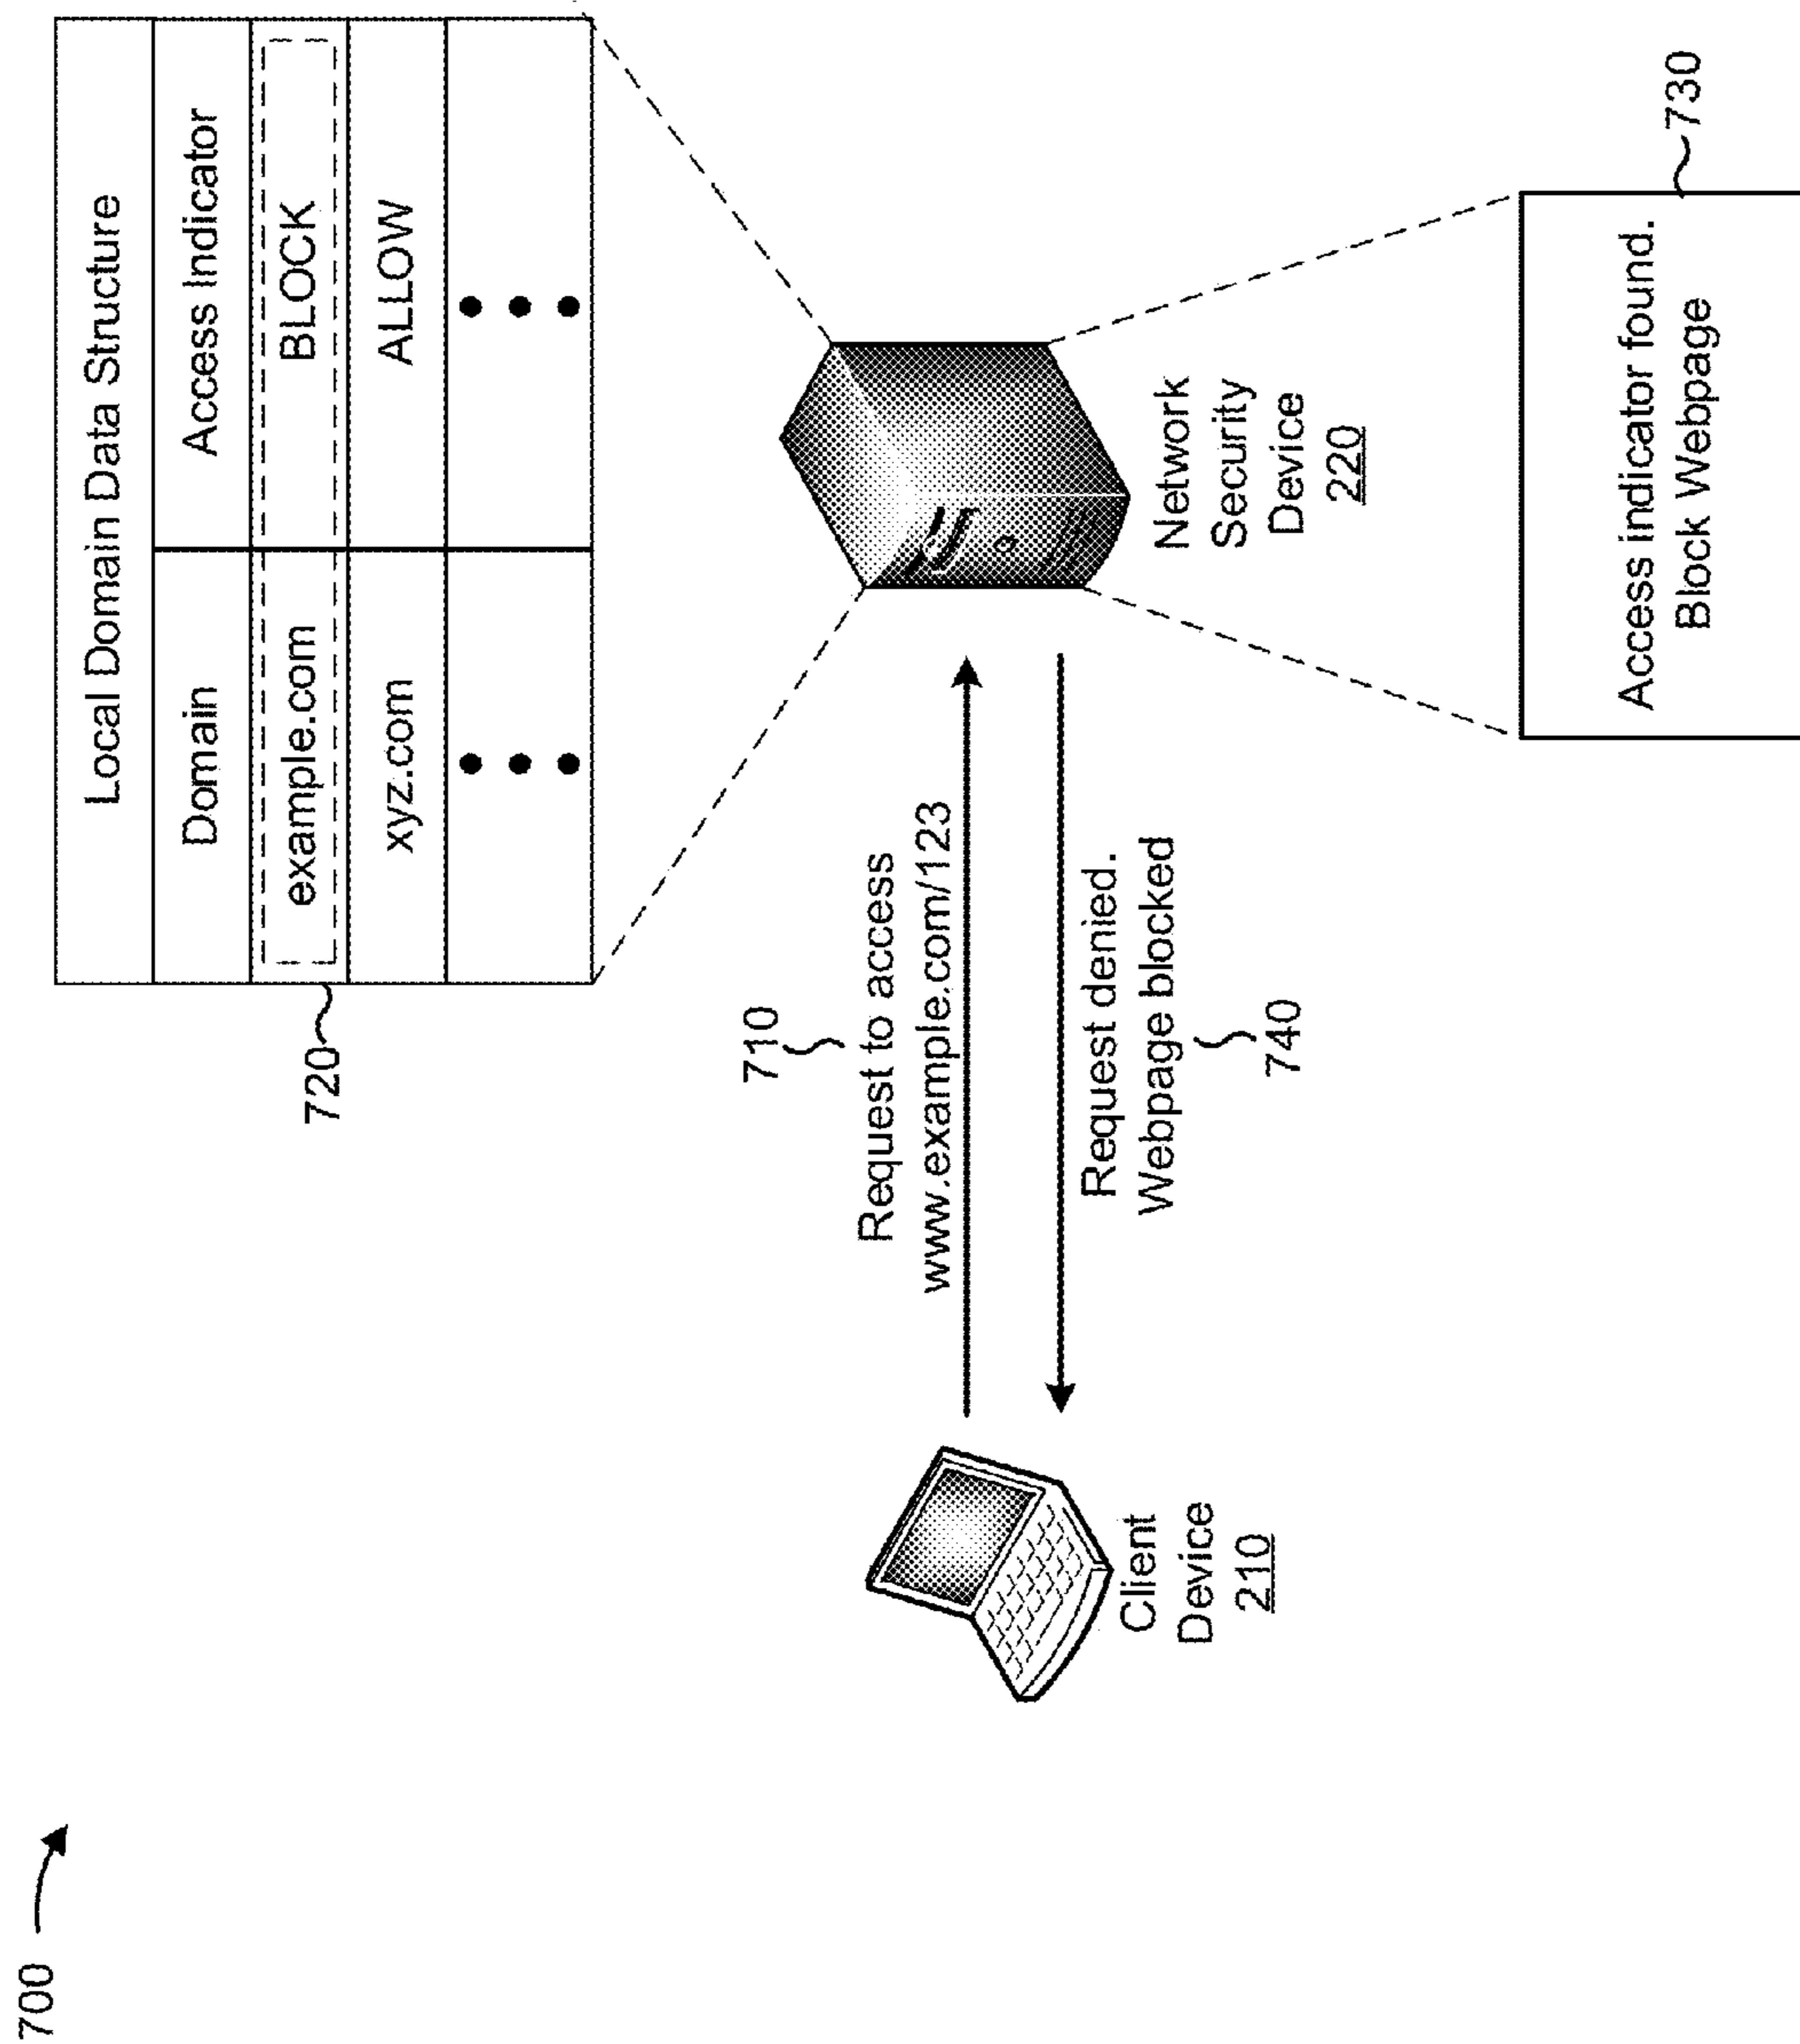 700
Local Domain Data Structure
Domain Access Indicator
720
example.com BLOCK
xyz.com ALLOW
710
Request to access
www.example.com/123
Request denied.
Webpage blocked
740
Client
Device
210
Network
Security
Device
220
Access indicator found.
Block Webpage
730